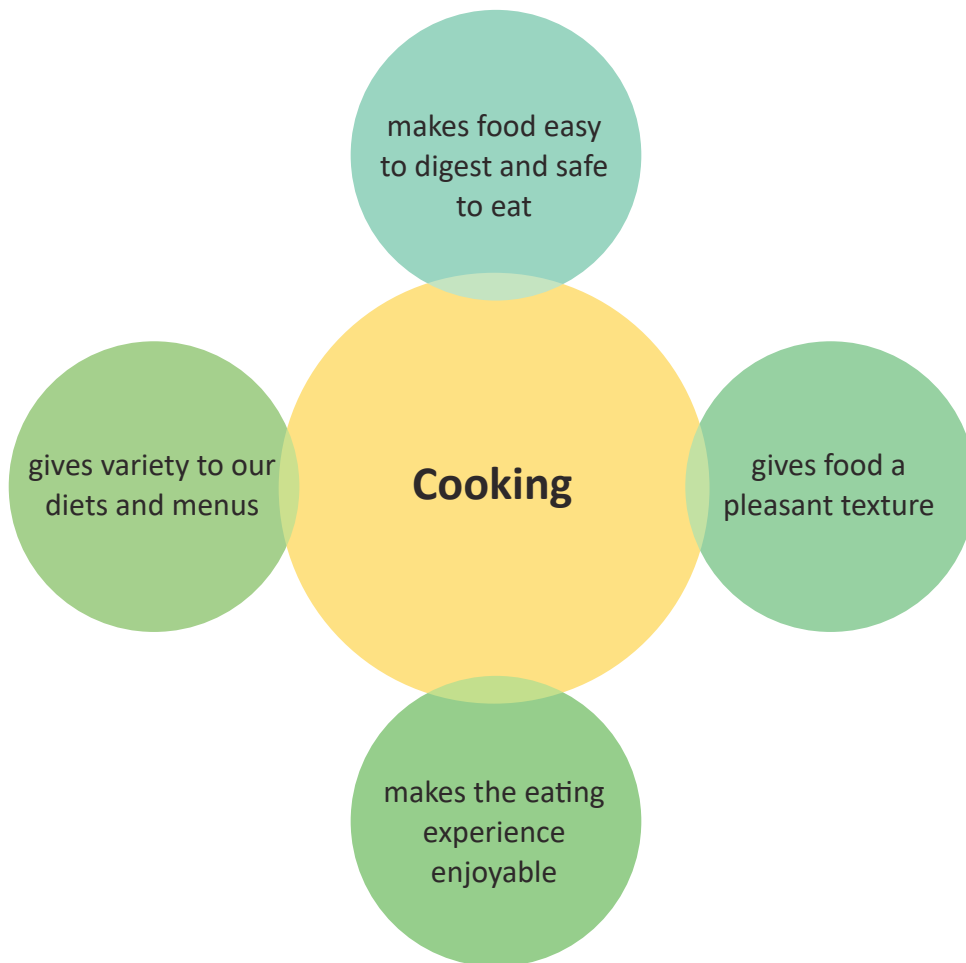 makes food easy
to digest and safe
to eat
gives variety to our
diets and menus
Cooking
gives food a
pleasant texture
makes the eating
experience
enjoyable